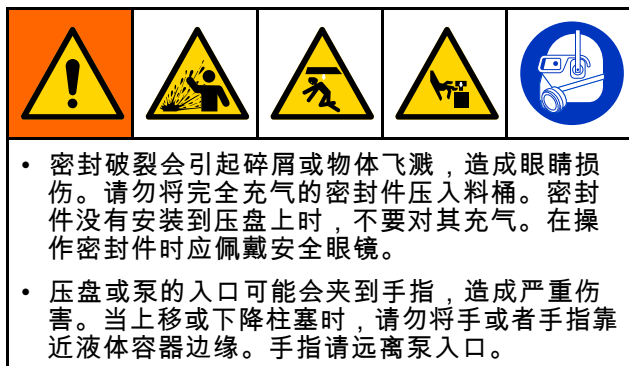 • 密封破裂会引起碎屑或物体飞溅，造成眼睛损
伤。请勿将完全充气的密封件压入料桶。密封
件没有安装到压盘上时，不要对其充气。在操
作密封件时应佩戴安全眼镜。
• 压盘或泵的入口可能会夹到手指，造成严重伤
害。当上移或下降柱塞时，请勿将手或者手指靠
近液体容器边缘。手指请远离泵入口。